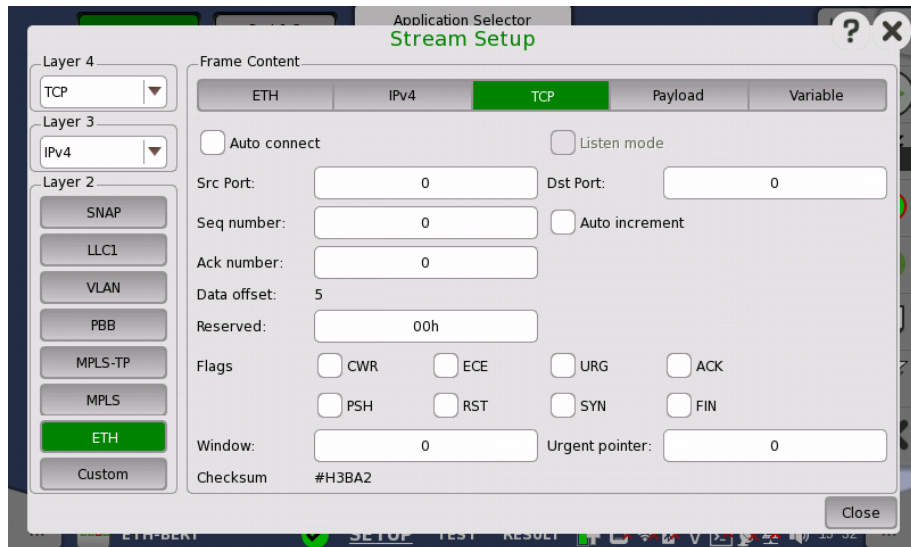 Application Selector
Stream Setup
?
Layer 4
TCP
Layer 3
IPv4
Layer 2
SNAP
LLC1
VLAN
PBB
MPLS-TP
MPLS
ETH
Custom
Frame Content
ETH IPv4 TCP Payload Variable
Auto connect Listen mode
Src Port: 0 Dst Port: 0
Seq number: 0 Auto increment
Ack number: 0
Data offset: 5
Reserved: 00h
Flags CWR ECE URG ACK
PSH RST SYN FIN
Window: 0 Urgent pointer: 0
Checksum #H3BA2
Close
ETH-BERT SETUP TEST RESULT